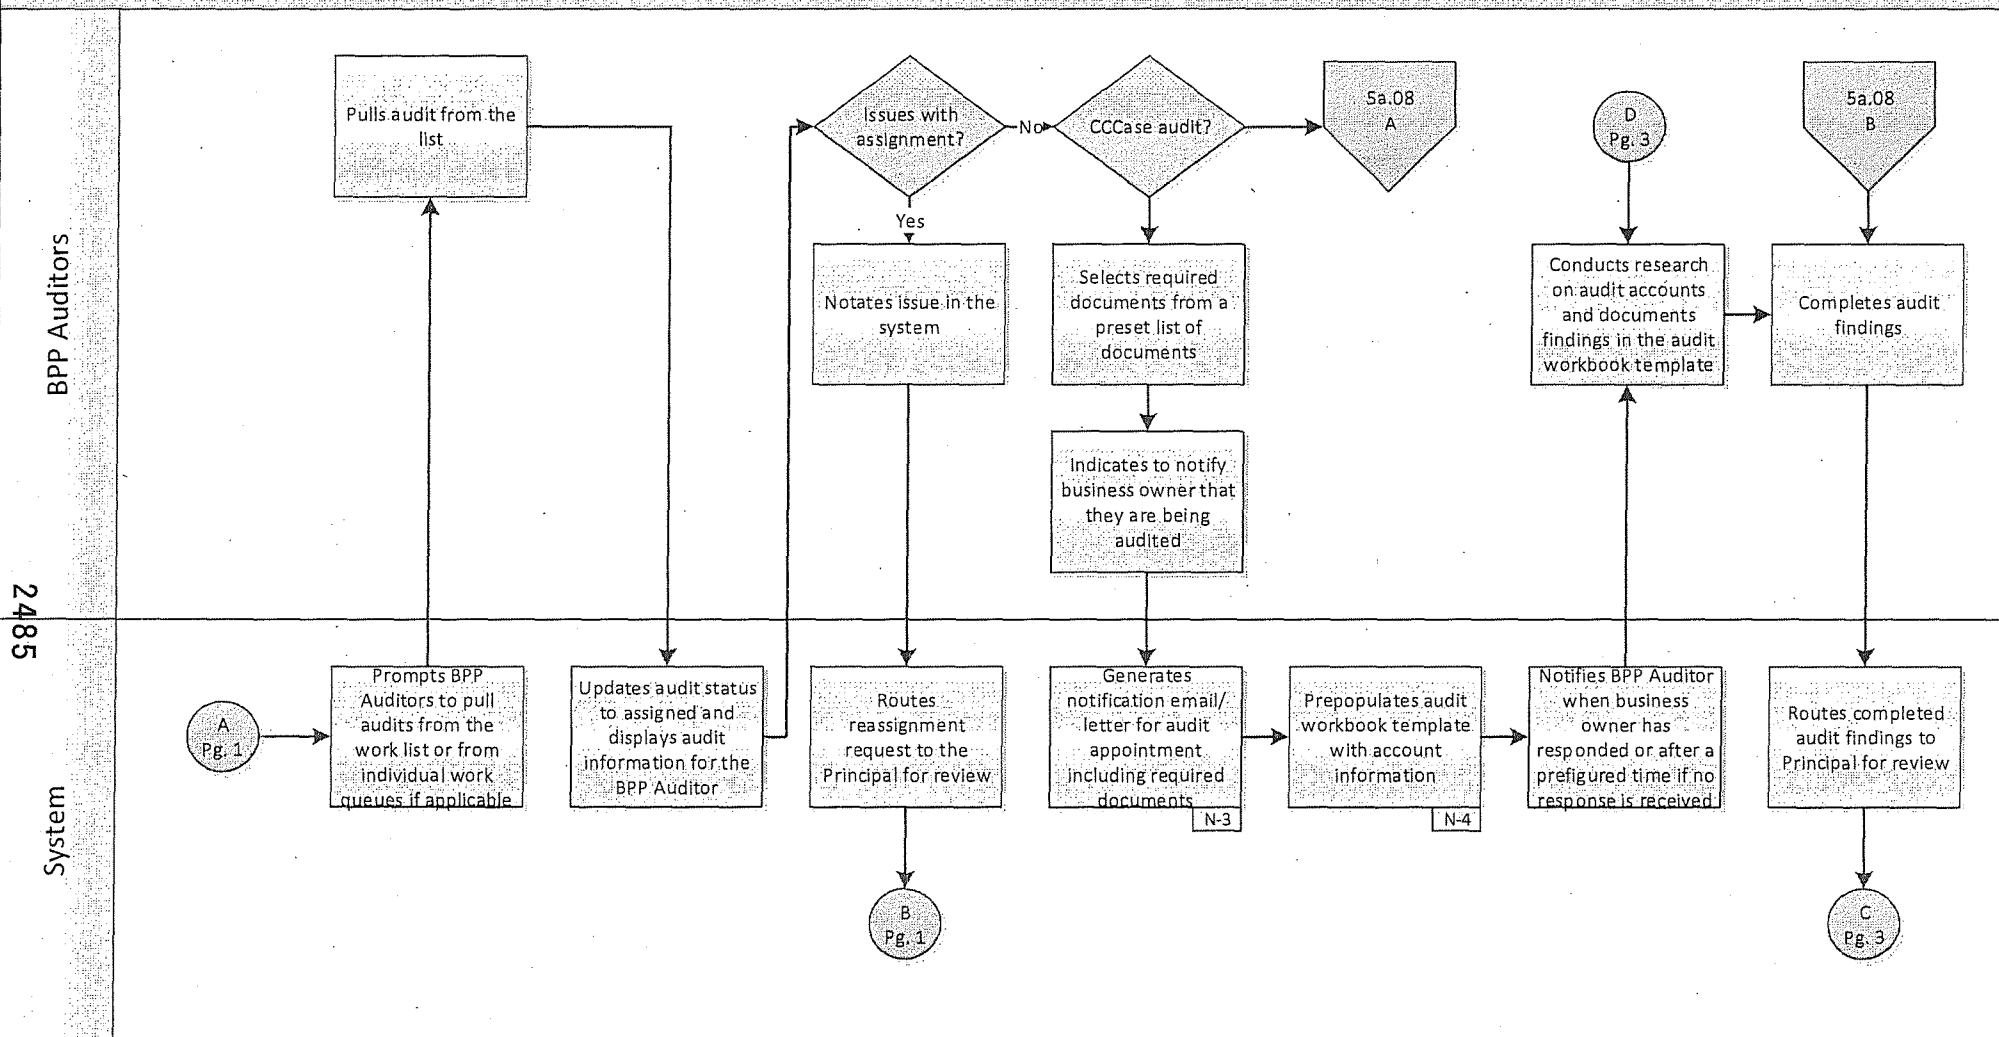 BPP Auditors
Pulls audit from the
list
Issues with
assignment?
No
CCCase audit?
5a.08
A
D
Pg. 3
5a.08
B
Yes
Notates issue in the
system
Selects required
documents from a
preset list of
documents
Conducts research
on audit accounts
and documents
findings in the audit
workbook template
Completes audit
findings
Indicates to notify
business owner that
they are being
audited
2485
System
A
Pg. 1
Prompts BPP
Auditors to pull
audits from the
work list or from
individual work
queues if applicable
Updates audit status
to assigned and
displays audit
information for the
BPP Auditor
Routes
reassignment
request to the
Principal for review
Generates
notification email/
letter for audit
appointment
including required
documents
N-3
Prepopulates audit
workbook template
with account
information
N-4
Notifies BPP Auditor
when business
owner has
responded or after a
prefigured time if no
response is received
Routes completed
audit findings to
Principal for review
B
Pg. 1
C
Pg. 3